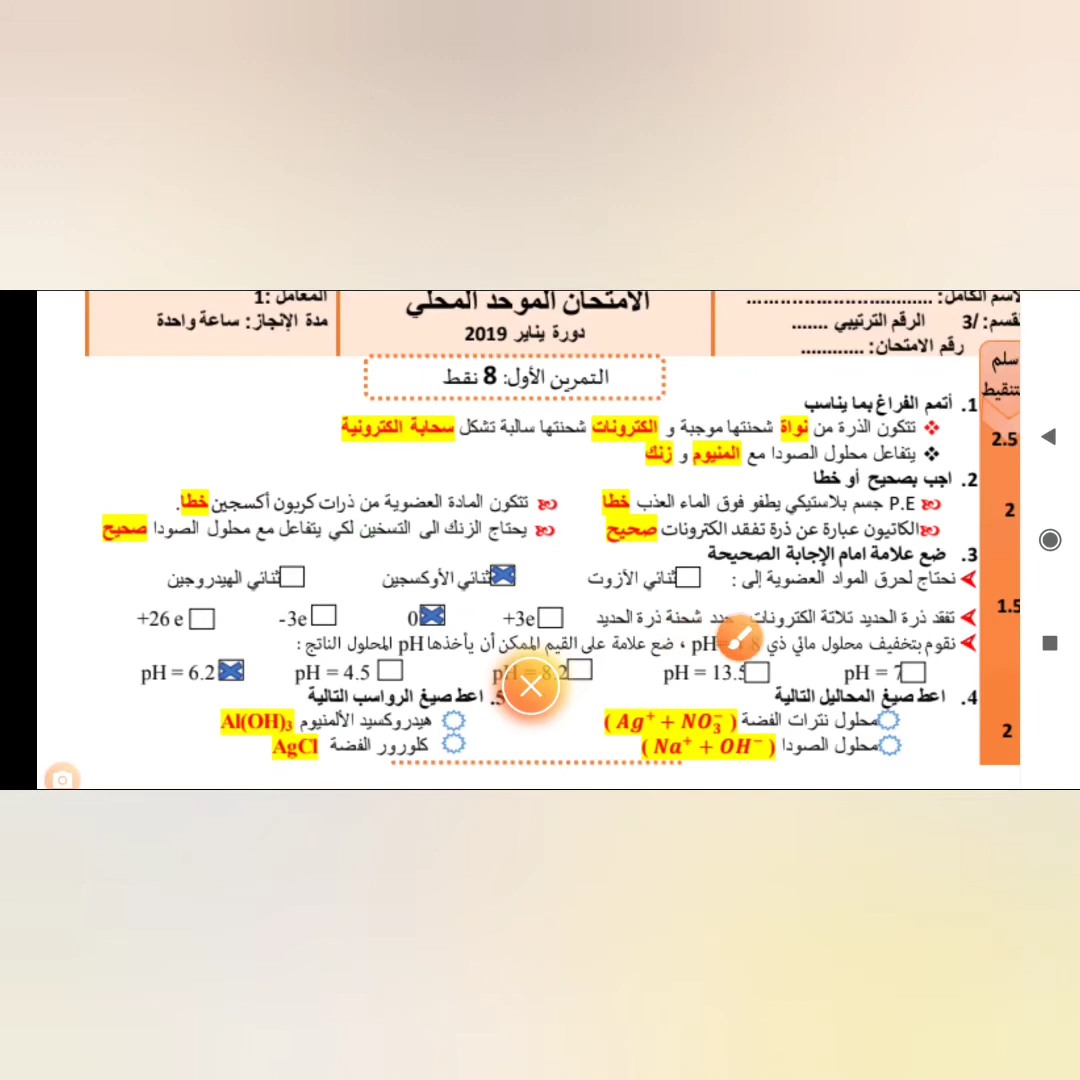 الاسم الكامل: ............................................
القسم: /3 الرقم الترتيبي .......
رقم الامتحان: ............
الامتحان الموحد المحلي
دورة يناير 2019
المعامل :1
مدة الإنجاز: ساعة واحدة
سلم
التنقيط
التمرين الأول: 8 نقط
1. أتمم الفراغ بما يناسب
2.5
تتكون الذرة من نواة شحنتها موجبة و الكترونات شحنتها سالبة تشكل سحابة الكترونية
يتفاعل محلول الصودا مع المنيوم و زنك
2. اجب بصحيح أو خطا
2
P.E جسم بلاستيكي يطفو فوق الماء العذب خطا
تتكون المادة العضوية من ذرات كربون أكسجين خطا.
الكاتيون عبارة عن ذرة تفقد الكترونات صحيح
يحتاج الزنك الى التسخين لكي يتفاعل مع محلول الصودا صحيح
3. ضع علامة امام الإجابة الصحيحة
نحتاج لحرق المواد العضوية إلى : ثنائي الآزوت ثنائي الأوكسجين ثنائي الهيدروجين
1.5
تفقد ذرة الحديد تلاتة الكترونات حدد شحنة ذرة الحديد +3e 0 -3e +26 e
نقوم بتخفيف محلول مائي ذي pH= 8 ، ضع علامة على القيم الممكن أن يأخذها pH المحلول الناتج :
pH = 7 pH = 13.5 pH = 8.2 pH = 4.5 pH = 6.2
4. اعط صيغ المحاليل التالية
2
محلول نترات الفضة ( Ag⁺ + NO₃⁻ )
محلول الصودا ( Na⁺ + OH⁻ )
5. اعط صيغ الرواسب التالية
هيدروكسيد الألمنيوم Al(OH)₃
كلورور الفضة AgCl